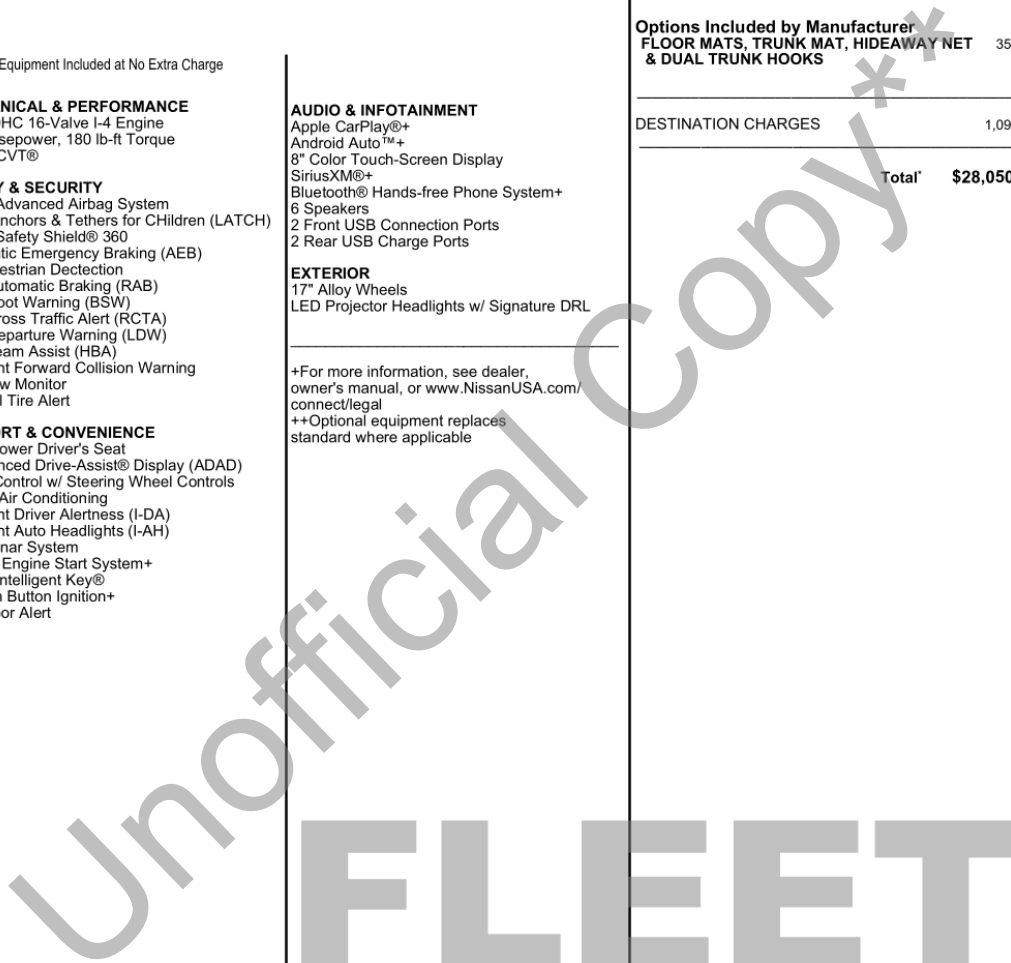 Equipment Included at No Extra Charge
NICAL & PERFORMANCE
HC 16-Valve I-4 Engine
sepower, 180 lb-ft Torque
CVT®
Y & SECURITY
Advanced Airbag System
nchors & Tethers for CHildren (LATCH)
Safety Shield® 360
tic Emergency Braking (AEB)
estrian Dectection
utomatic Braking (RAB)
pot Warning (BSW)
ross Traffic Alert (RCTA)
eparture Warning (LDW)
eam Assist (HBA)
nt Forward Collision Warning
w Monitor
l Tire Alert
RT & CONVENIENCE
ower Driver's Seat
nced Drive-Assist® Display (ADAD)
Control w/ Steering Wheel Controls
Air Conditioning
nt Driver Alertness (I-DA)
nt Auto Headlights (I-AH)
nar System
Engine Start System+
ntelligent Key®
n Button Ignition+
or Alert
AUDIO & INFOTAINMENT
Apple CarPlay®+
Android Auto™+
8" Color Touch-Screen Display
SiriusXM®+
Bluetooth® Hands-free Phone System+
6 Speakers
2 Front USB Connection Ports
2 Rear USB Charge Ports
EXTERIOR
17" Alloy Wheels
LED Projector Headlights w/ Signature DRL
+For more information, see dealer,
owner's manual, or www.NissanUSA.com/
connect/legal
++Optional equipment replaces
standard where applicable
Options Included by Manufacturer
FLOOR MATS, TRUNK MAT, HIDEAWAY NET 35
& DUAL TRUNK HOOKS
DESTINATION CHARGES 1,09
Total* $28,050
Unofficial Copy**
FLEET